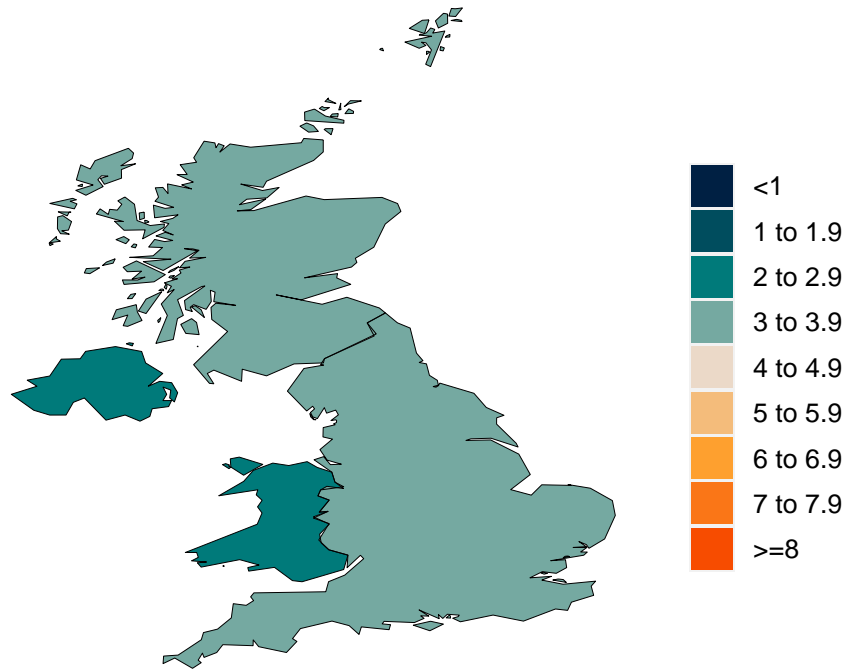 <1
1 to 1.9
2 to 2.9
3 to 3.9
4 to 4.9
5 to 5.9
6 to 6.9
7 to 7.9
>=8